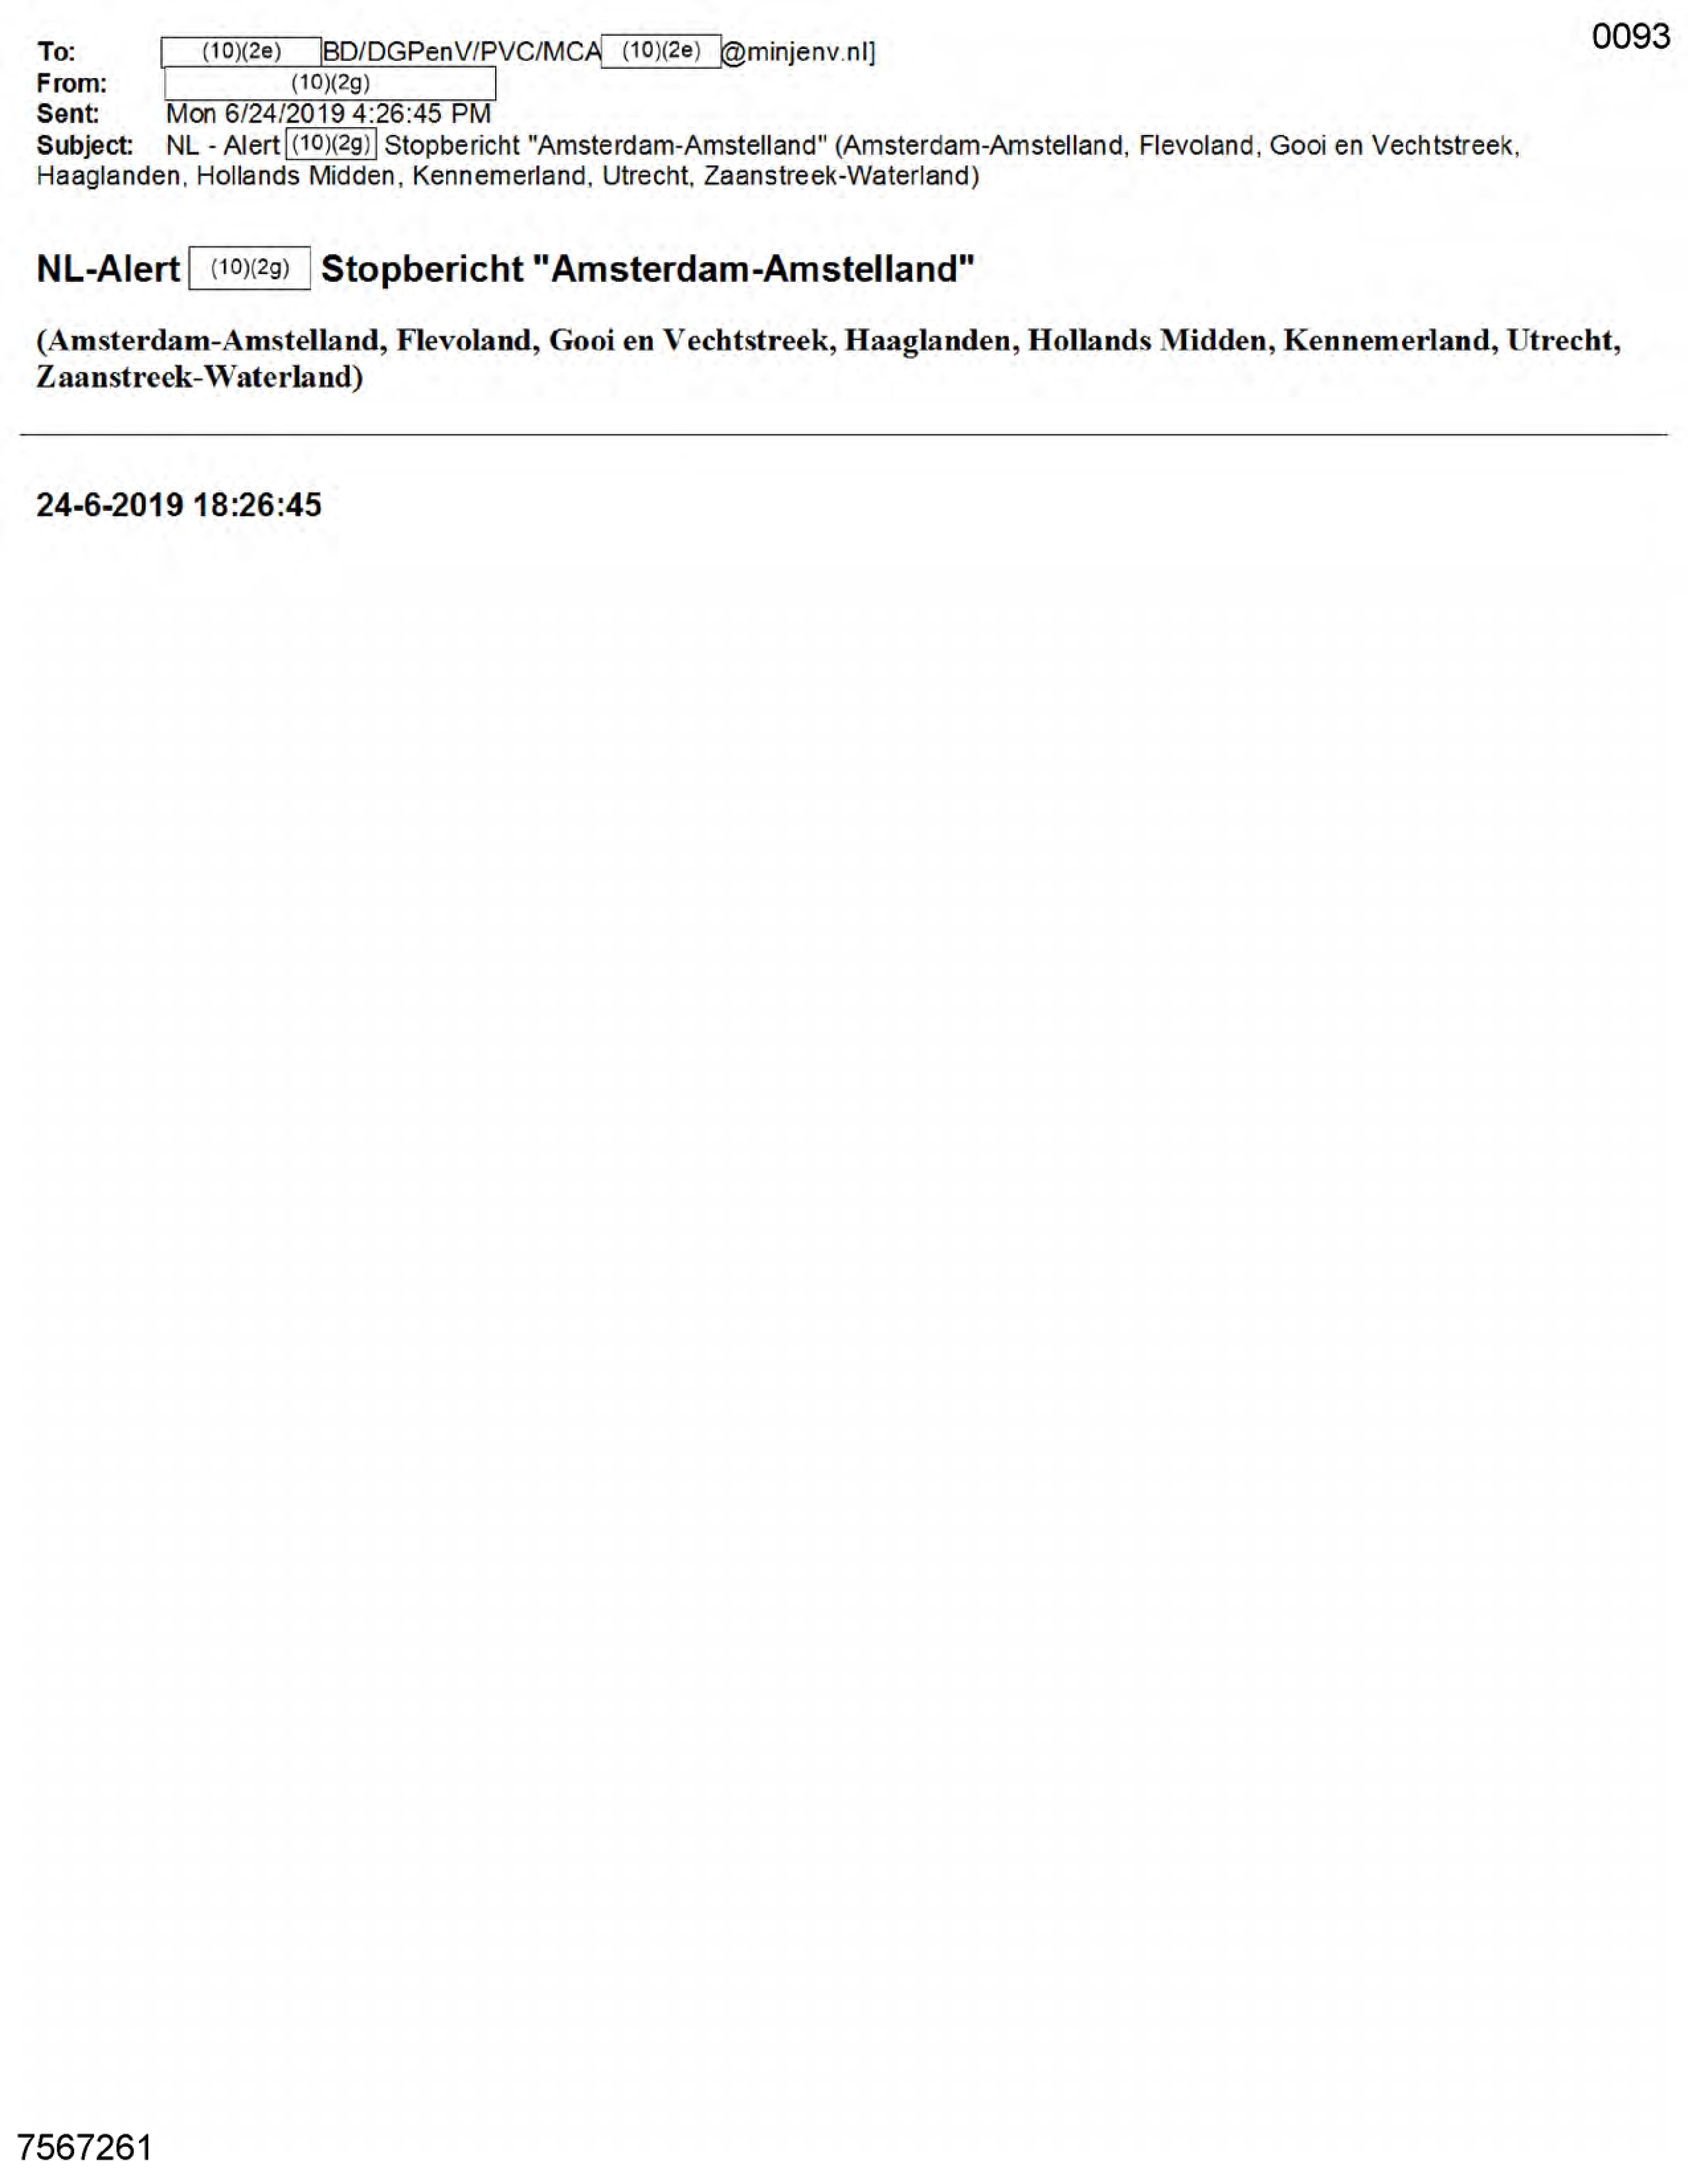 0093
To: (10)(2e) BD/DGPenV/PVC/MCA (10)(2e) @minjenv.nl]
From: (10)(2g)
Sent: Mon 6/24/2019 4:26:45 PM
Subject: NL - Alert (10)(2g) Stopbericht "Amsterdam-Amstelland" (Amsterdam-Amstelland, Flevoland, Gooi en Vechtstreek,
Haaglanden, Hollands Midden, Kennemerland, Utrecht, Zaanstreek-Waterland)
NL-Alert (10)(2g) Stopbericht "Amsterdam-Amstelland"
(Amsterdam-Amstelland, Flevoland, Gooi en Vechtstreek, Haaglanden, Hollands Midden, Kennemerland, Utrecht,
Zaanstreek-Waterland)
24-6-2019 18:26:45
7567261